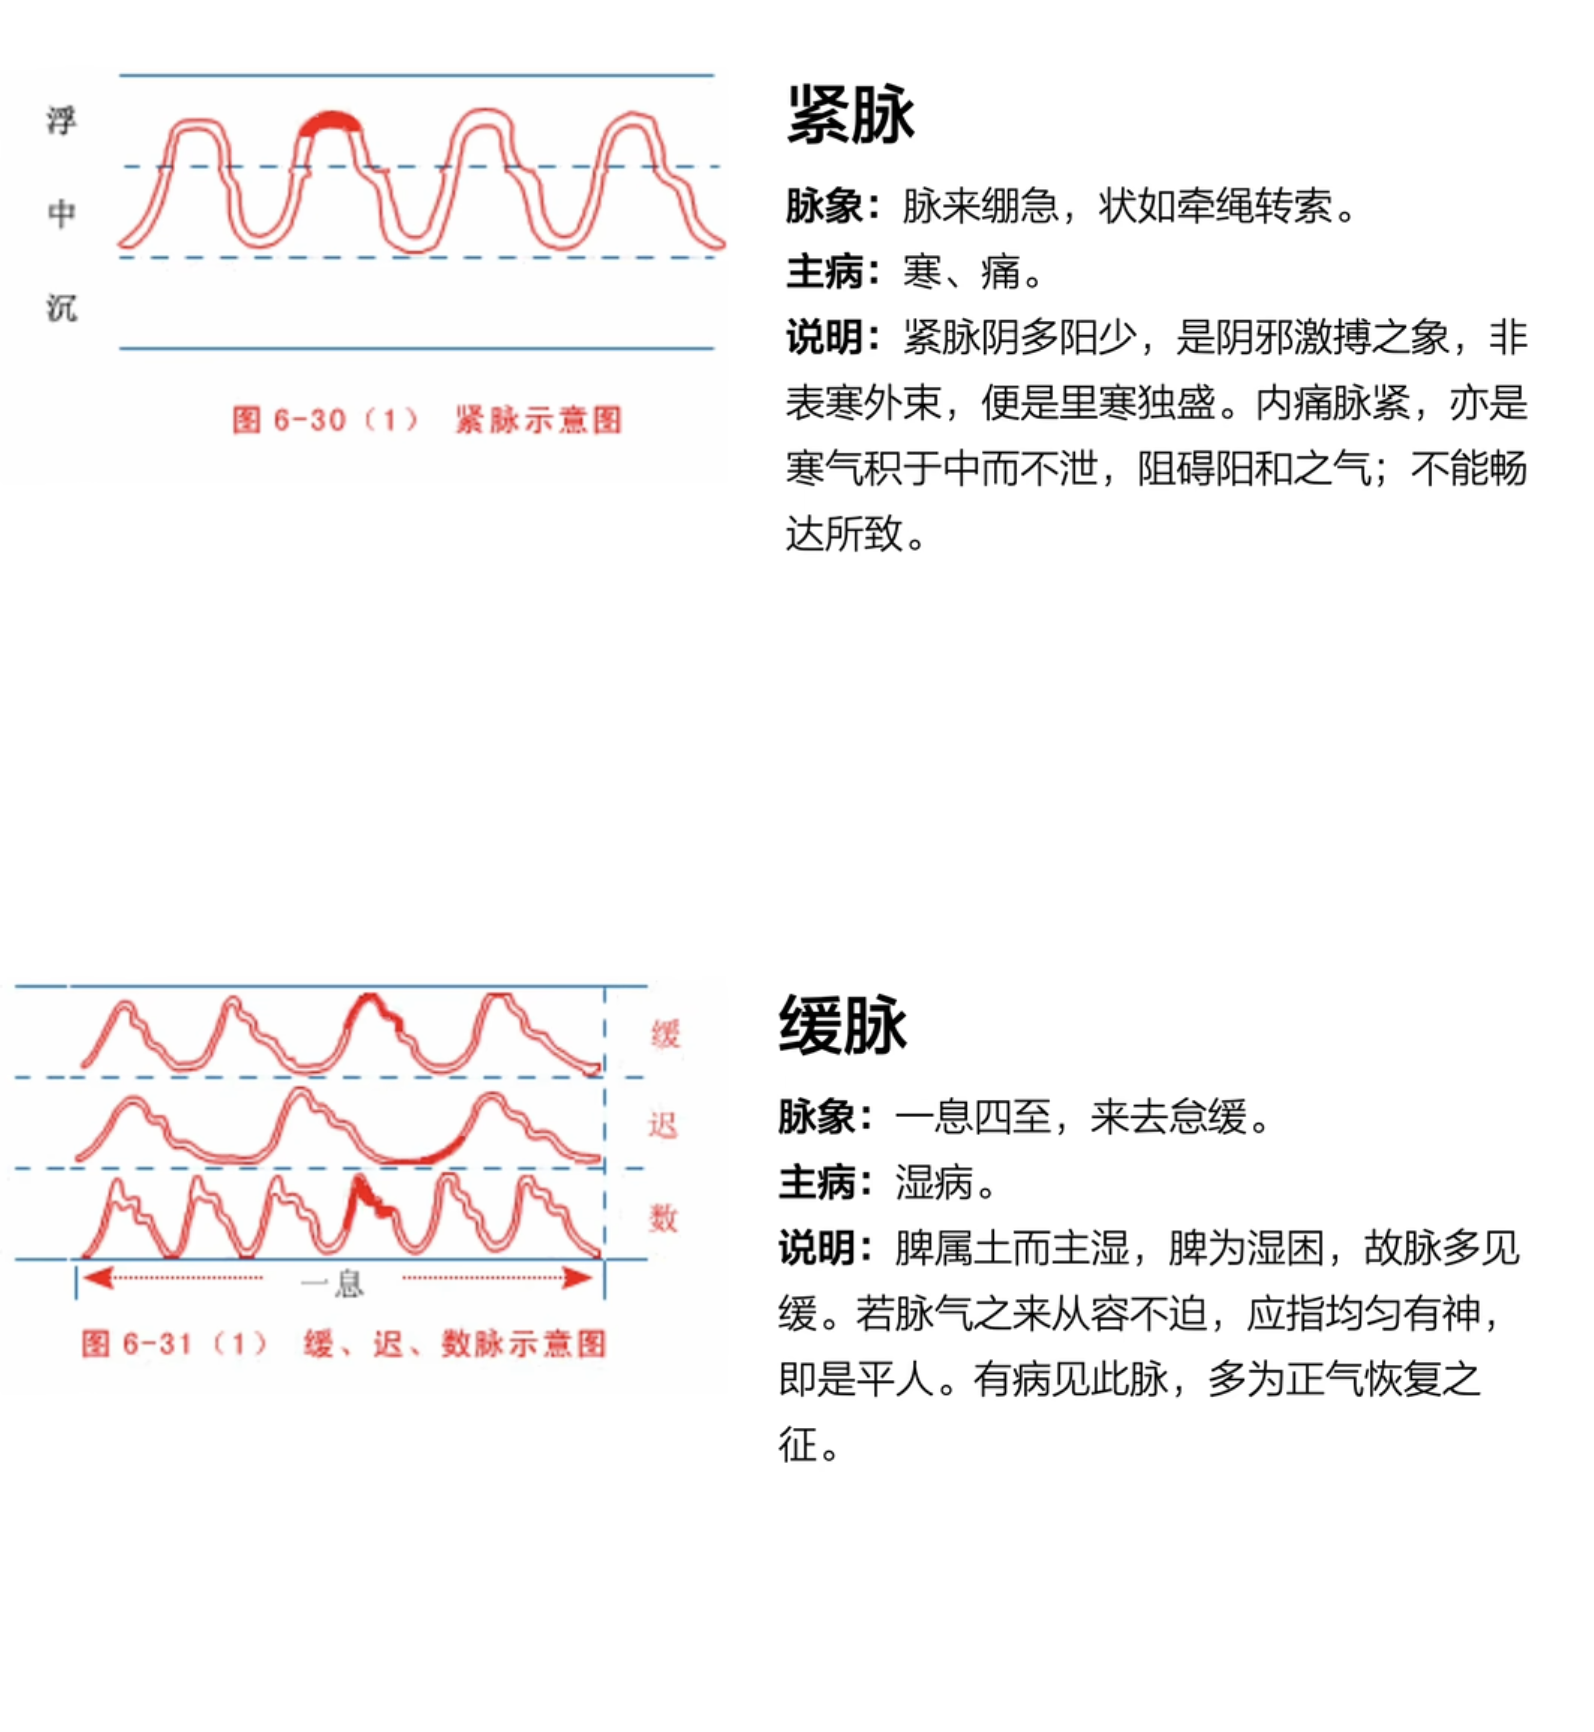 浮
中
沉
图 6-30（1） 紧脉示意图
紧脉
脉象：脉来绷急，状如牵绳转索。
主病：寒、痛。
说明：紧脉阴多阳少，是阴邪激搏之象，非
表寒外束，便是里寒独盛。内痛脉紧，亦是
寒气积于中而不泄，阻碍阳和之气；不能畅
达所致。
缓
迟
数
一息
图 6-31（1） 缓、迟、数脉示意图
缓脉
脉象：一息四至，来去怠缓。
主病：湿病。
说明：脾属土而主湿，脾为湿困，故脉多见
缓。若脉气之来从容不迫，应指均匀有神，
即是平人。有病见此脉，多为正气恢复之
征。